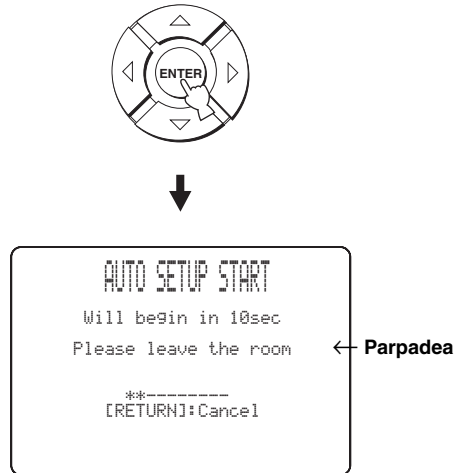 ENTER
AUTO SETUP START
Will begin in 10sec
Please leave the room
← Parpadea
**--------
[RETURN]:Cancel